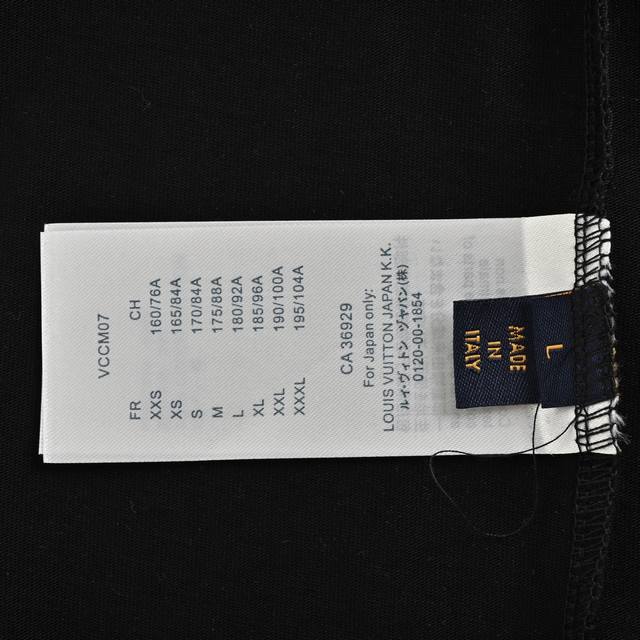 VCCM07
FR CH
XXS 160/76A
XS 165/84A
S 170/84A
M 175/88A
L 180/92A
XL 185/96A
XXL 190/100A
XXXL 195/104A
CA 36929
For Japan only:
LOUIS VUITTON JAPAN K.K.
ルイ・ヴィトン ジャパン(株)
0120-00-1854
MADE
IN
ITALY
L